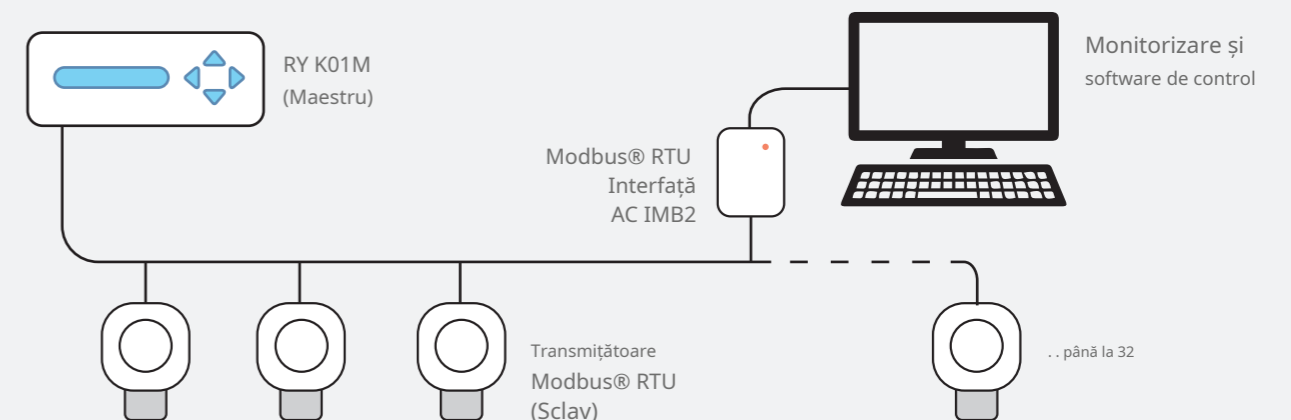 RY K01M
(Maestru)
Monitorizare și
software de control
Modbus® RTU
Interfață
AC IMB2
Transmițătoare
Modbus® RTU
(Sclav)
. . până la 32